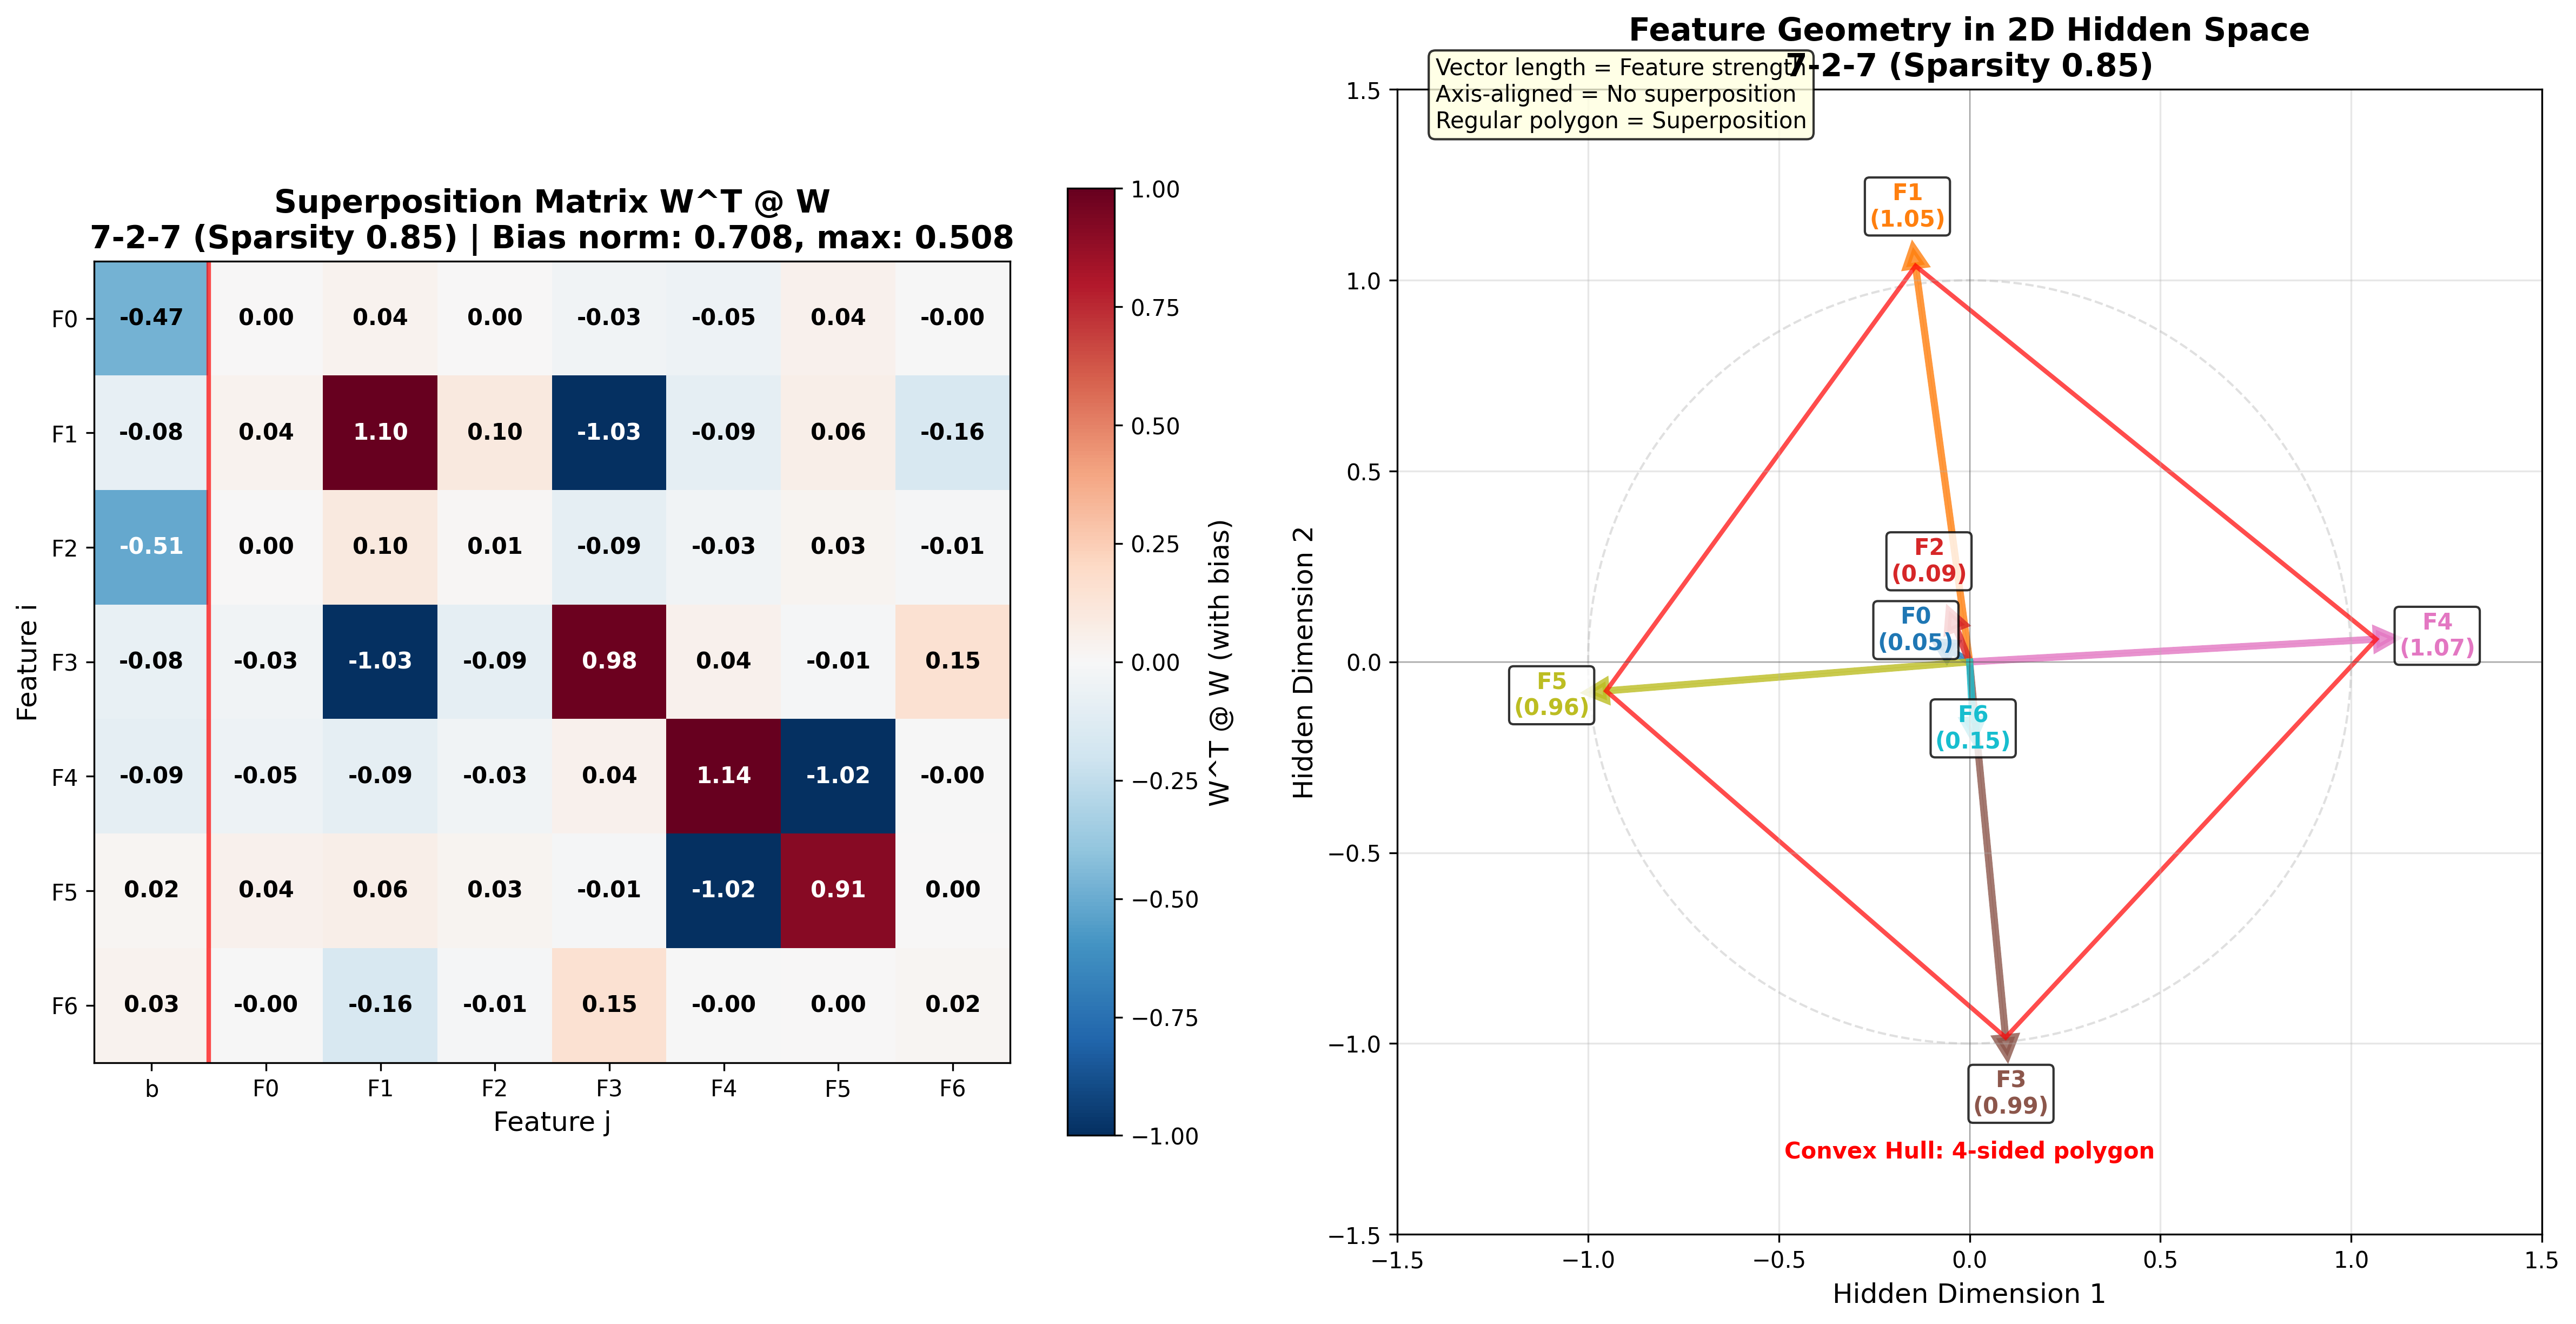 Superposition Matrix W^T @ W
7-2-7 (Sparsity 0.85) | Bias norm: 0.708, max: 0.508
F0 -0.47 0.00 0.04 0.00 -0.03 -0.05 0.04 -0.00
F1 -0.08 0.04 1.10 0.10 -1.03 -0.09 0.06 -0.16
F2 -0.51 0.00 0.10 0.01 -0.09 -0.03 0.03 -0.01
F3 -0.08 -0.03 -1.03 -0.09 0.98 0.04 -0.01 0.15
F4 -0.09 -0.05 -0.09 -0.03 0.04 1.14 -1.02 -0.00
F5 0.02 0.04 0.06 0.03 -0.01 -1.02 0.91 0.00
F6 0.03 -0.00 -0.16 -0.01 0.15 -0.00 0.00 0.02
b F0 F1 F2 F3 F4 F5 F6
Feature j
Feature i
1.00
0.75
0.50
0.25
0.00
−0.25
−0.50
−0.75
−1.00
W^T @ W (with bias)
Feature Geometry in 2D Hidden Space
7-2-7 (Sparsity 0.85)
Vector length = Feature strength
Axis-aligned = No superposition
Regular polygon = Superposition
F1
(1.05)
F2
(0.09)
F0
(0.05)
F4
(1.07)
F5
(0.96)
F6
(0.15)
F3
(0.99)
Convex Hull: 4-sided polygon
1.5
1.0
0.5
0.0
−0.5
−1.0
−1.5
−1.5 −1.0 −0.5 0.0 0.5 1.0 1.5
Hidden Dimension 1
Hidden Dimension 2